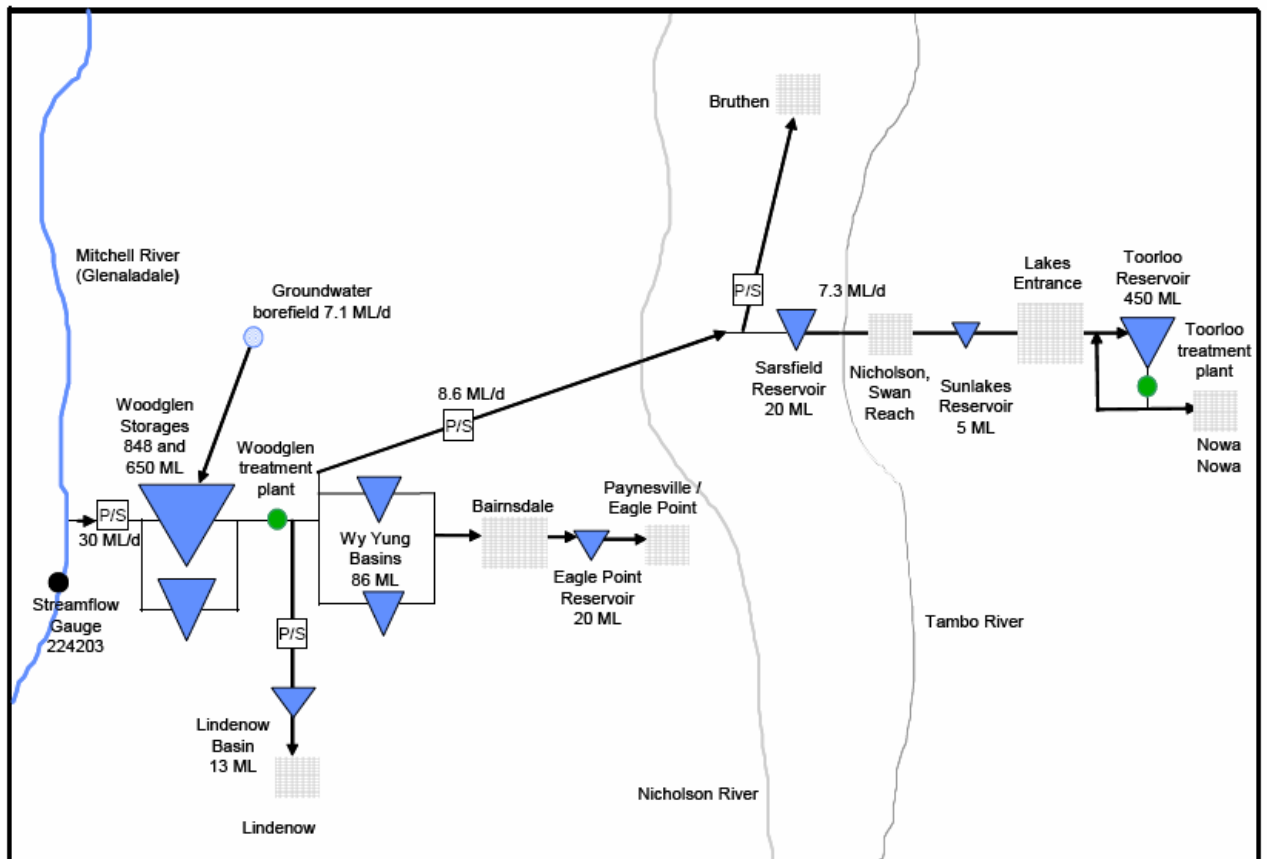 Bruthen
Mitchell River
(Glenaladale)
Groundwater
borefield 7.1 ML/d
P/S
7.3 ML/d
Lakes
Entrance
Toorloo
Reservoir
450 ML
Toorloo
treatment
plant
Sarsfield
Reservoir
20 ML
Nicholson,
Swan
Reach
Sunlakes
Reservoir
5 ML
Nowa
Nowa
8.6 ML/d
P/S
Woodglen
Storages
848 and
650 ML
Woodglen
treatment
plant
P/S
30 ML/d
Wy Yung
Basins
86 ML
Bairnsdale
Paynesville /
Eagle Point
Eagle Point
Reservoir
20 ML
Streamflow
Gauge
224203
P/S
Tambo River
Lindenow
Basin
13 ML
Nicholson River
Lindenow